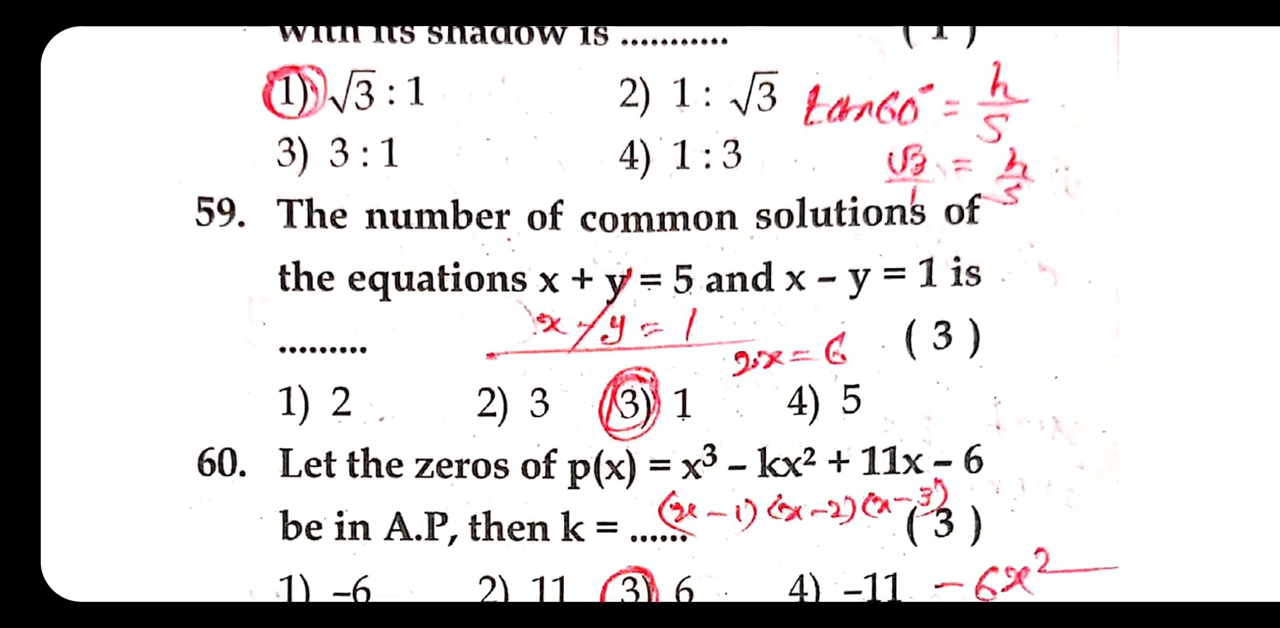 with its shadow is ........... ( 1 )
1) √3 : 1 2) 1 : √3 tan60° = h/s
3) 3 : 1 4) 1 : 3 √3/1 = h/s
59. The number of common solutions of
the equations x + y = 5 and x – y = 1 is
x - y = 1
......... 2x = 6 ( 3 )
1) 2 2) 3 (3) 1 4) 5
60. Let the zeros of p(x) = x³ – kx² + 11x – 6
be in A.P, then k = ...... (x-1) (x-2) (x-3) ( 3 )
1) –6 2) 11 (3) 6 4) –11 - 6x²